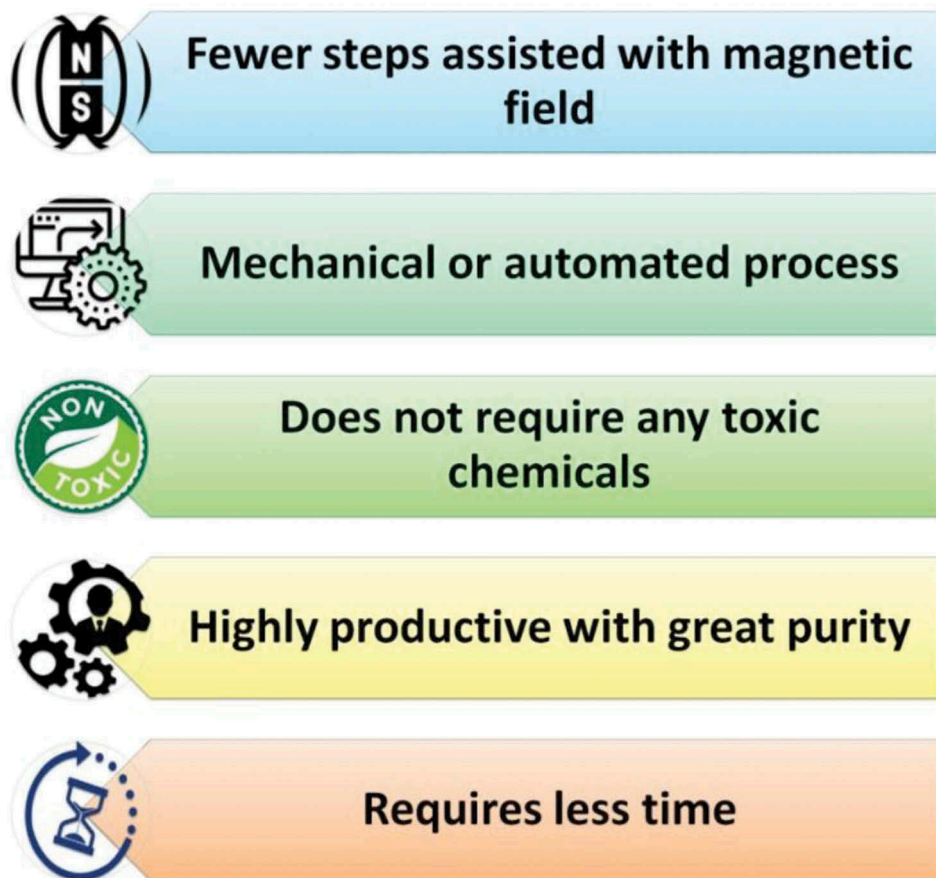 N
S
Fewer steps assisted with magnetic
field
Mechanical or automated process
NON
TOXIC
Does not require any toxic
chemicals
Highly productive with great purity
Requires less time